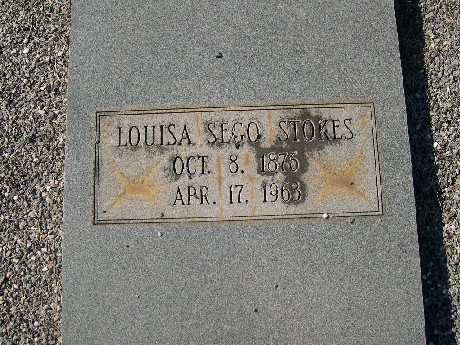 LOUISA SEGO STOKES
OCT. 8. 1875
APR. 17. 1963